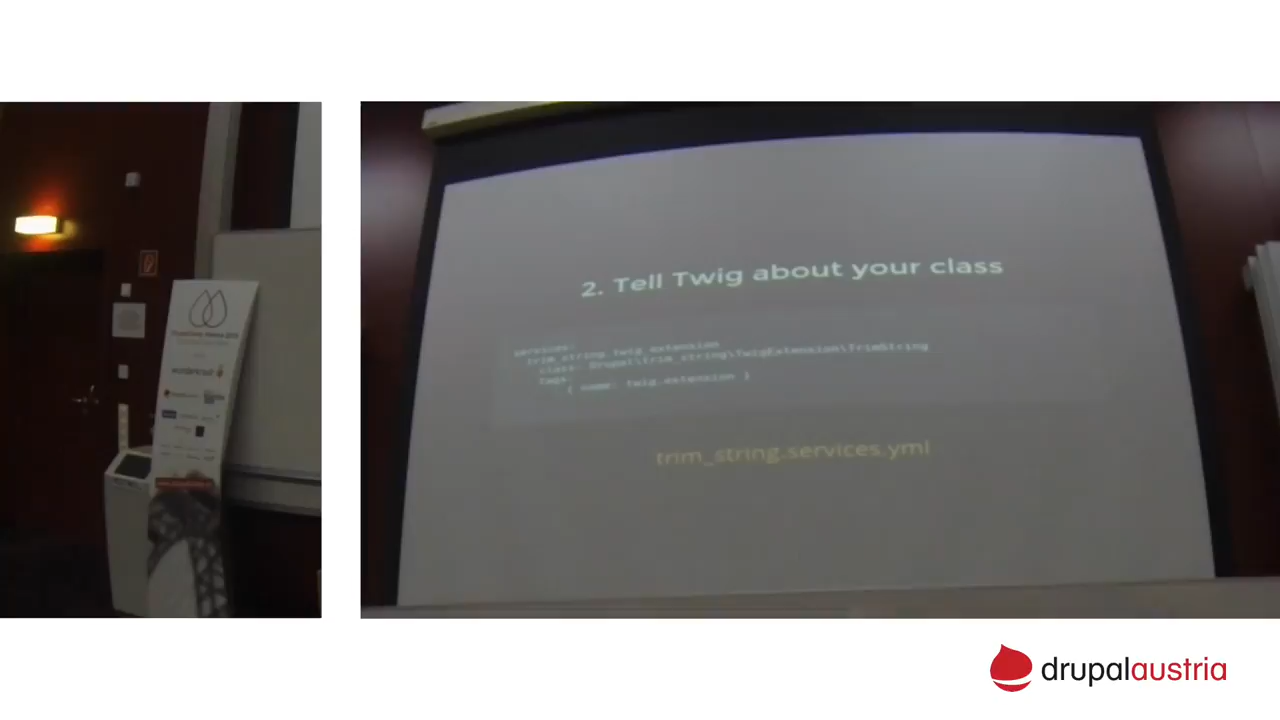 wunderkraut
2. Tell Twig about your class
services:
trim_string.twig_extension
class: Drupal\trim_string\TwigExtension\TrimString
tags:
{ name: twig.extension }
trim_string.services.yml
drupalaustria